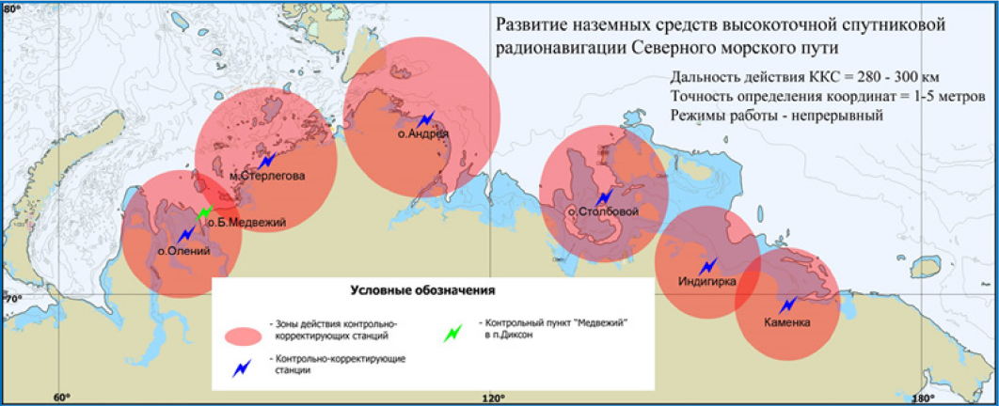 80°
Развитие наземных средств высокоточной спутниковой
радионавигации Северного морского пути
Дальность действия ККС = 280 - 300 км
Точность определения координат = 1-5 метров
Режимы работы - непрерывный
о.Андрея
м.Стерлегова
о.Столбовой
о.Б.Медвежий
о.Олений
Индигирка
70°
Каменка
Условные обозначения
- Зоны действия контрольно-
корректирующих станций
- Контрольно-корректирующие
станции
- Контрольный пункт "Медвежий"
в п.Диксон
60°
120°
180°